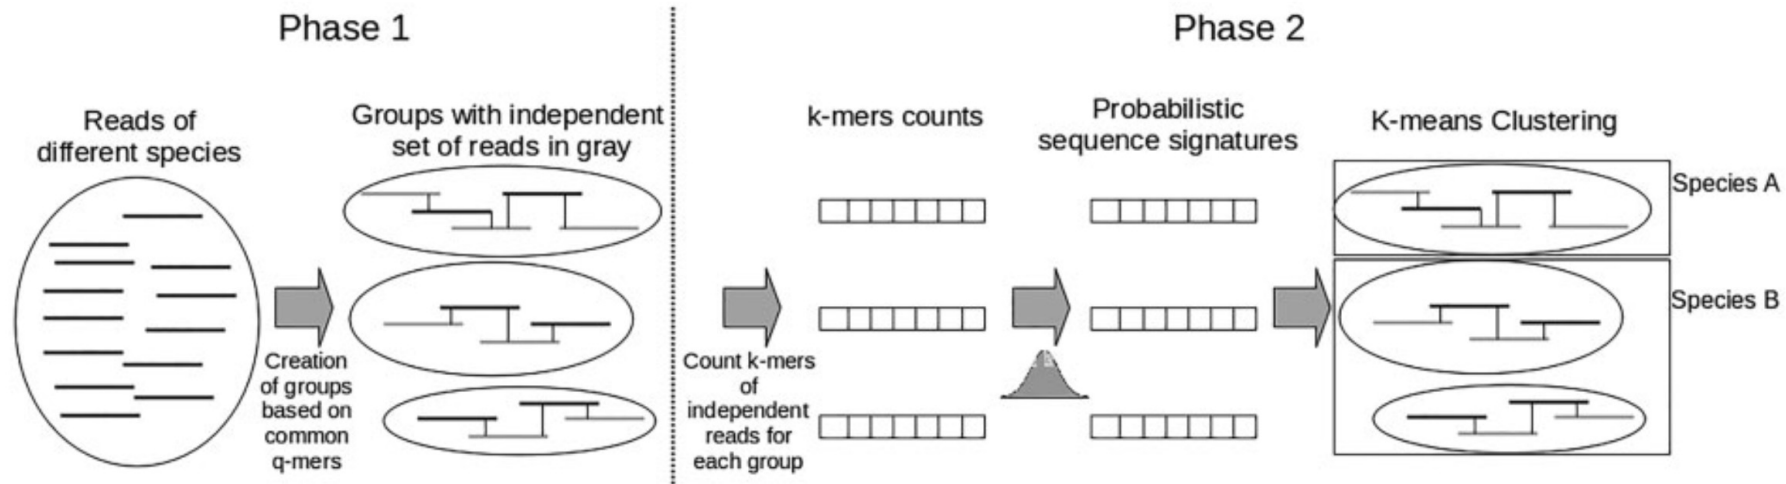 Phase 1
Phase 2
Reads of
different species
Groups with independent
set of reads in gray
k-mers counts
Probabilistic
sequence signatures
K-means Clustering
Species A
Species B
Creation
of groups
based on
common
q-mers
Count k-mers
of
independent
reads for
each group